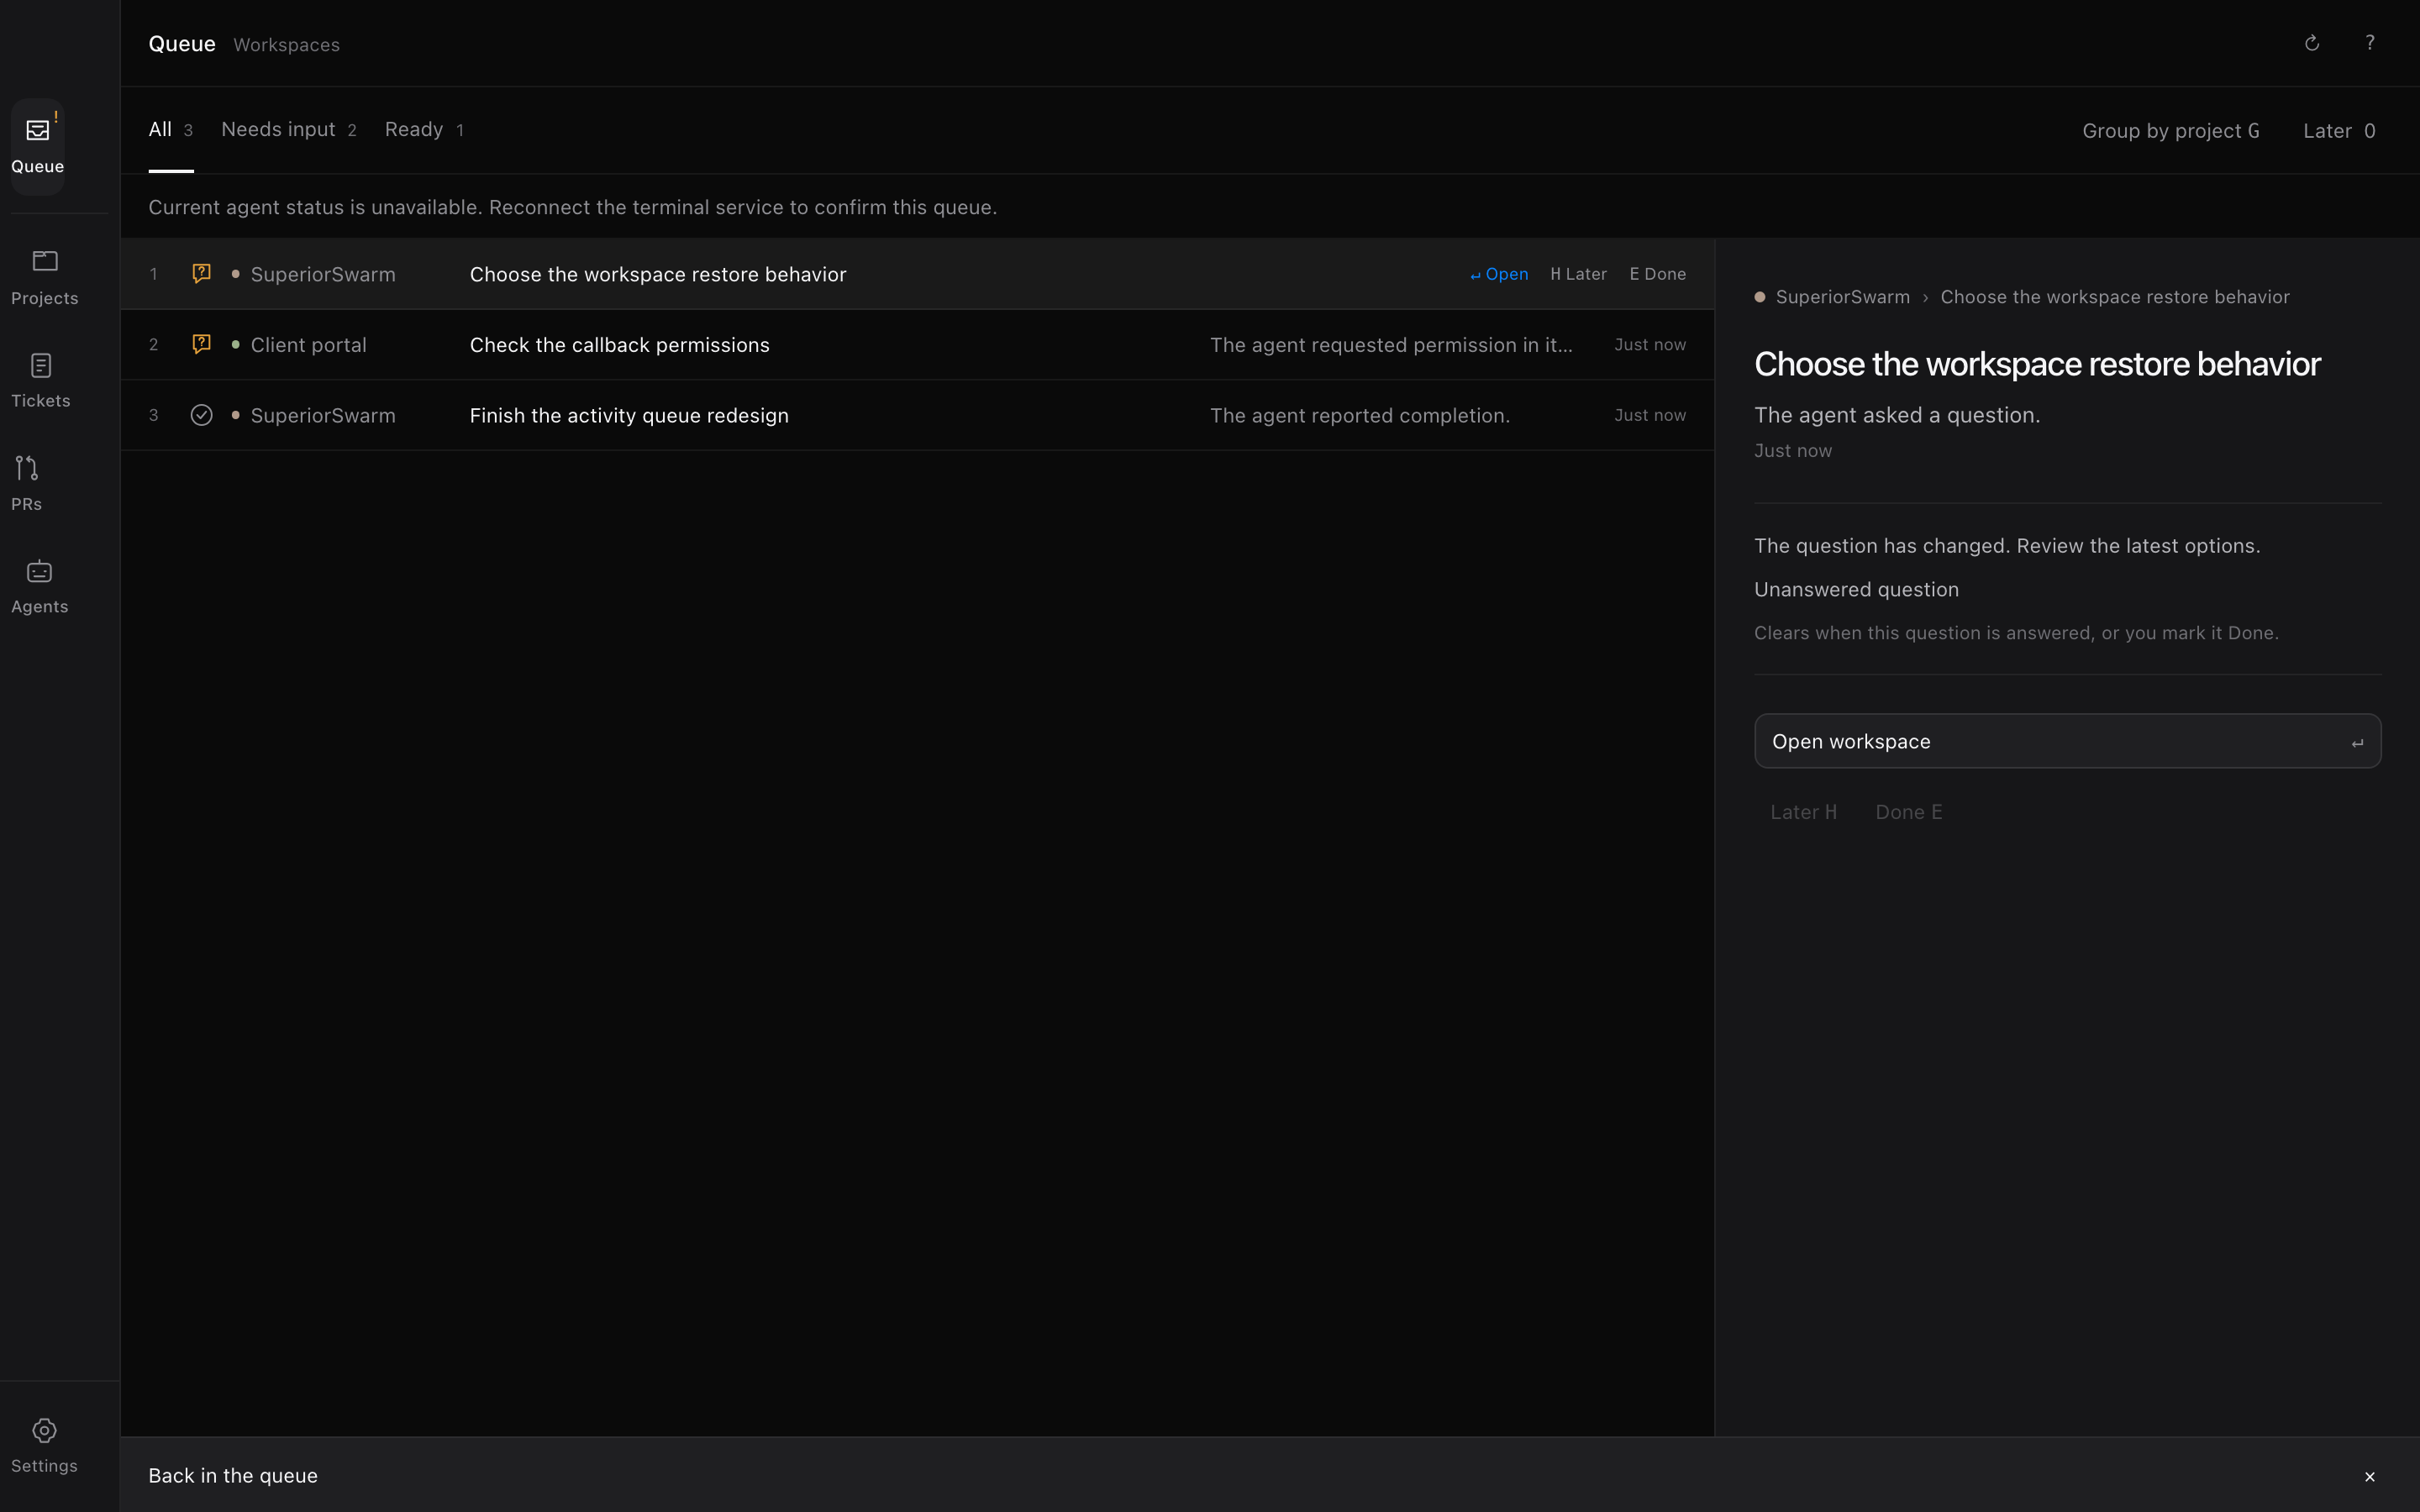 Queue Workspaces ?
! Queue
Projects
Tickets
PRs
Agents
Settings
All 3 Needs input 2 Ready 1 Group by project G Later 0
Current agent status is unavailable. Reconnect the terminal service to confirm this queue.
1 ? SuperiorSwarm Choose the workspace restore behavior ↵ Open H Later E Done
2 ? Client portal Check the callback permissions The agent requested permission in it... Just now
3 SuperiorSwarm Finish the activity queue redesign The agent reported completion. Just now
SuperiorSwarm › Choose the workspace restore behavior
Choose the workspace restore behavior
The agent asked a question.
Just now
The question has changed. Review the latest options.
Unanswered question
Clears when this question is answered, or you mark it Done.
Open workspace ↵
Later H Done E
Back in the queue ×